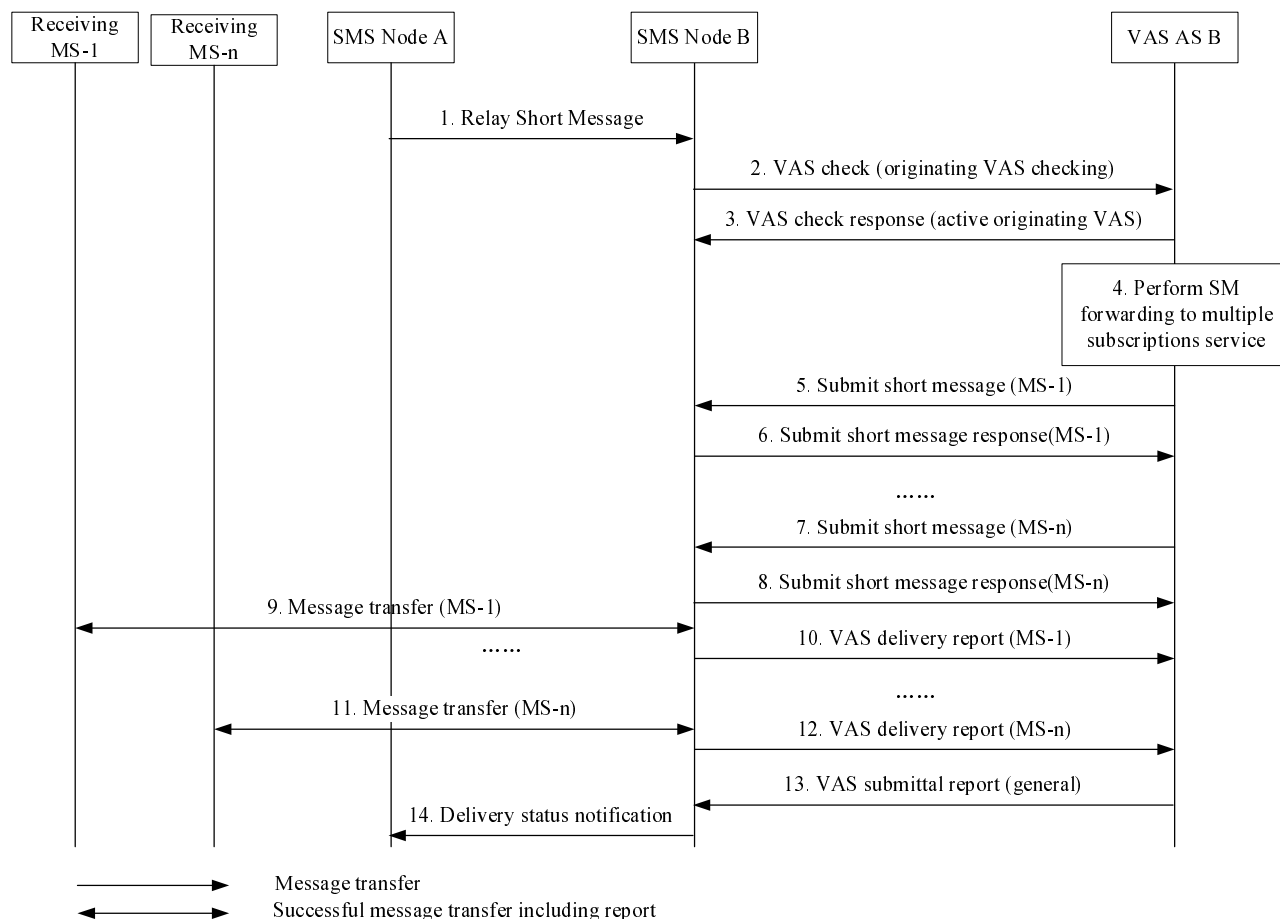 Receiving
MS-1
Receiving
MS-n
SMS Node A
SMS Node B
VAS AS B
1. Relay Short Message
2. VAS check (originating VAS checking)
3. VAS check response (active originating VAS)
4. Perform SM
forwarding to multiple
subscriptions service
5. Submit short message (MS-1)
6. Submit short message response(MS-1)
……
7. Submit short message (MS-n)
8. Submit short message response(MS-n)
9. Message transfer (MS-1)
……
10. VAS delivery report (MS-1)
……
11. Message transfer (MS-n)
12. VAS delivery report (MS-n)
13. VAS submittal report (general)
14. Delivery status notification
Message transfer
Successful message transfer including report